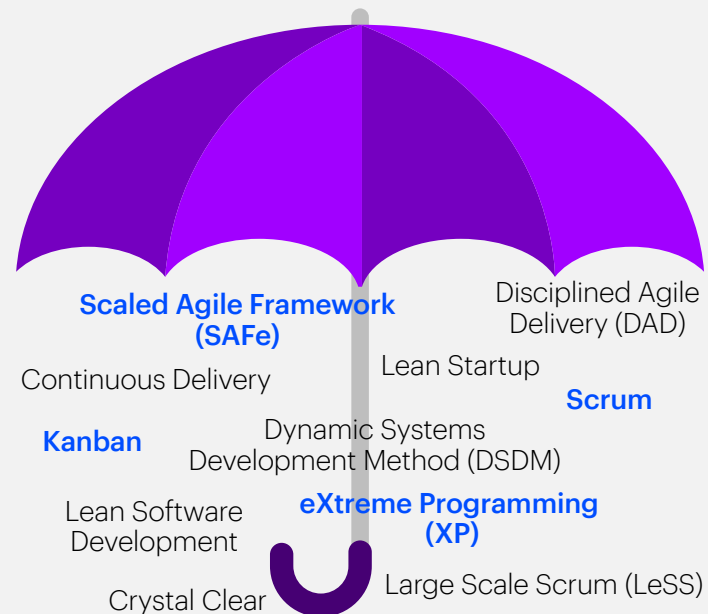 Scaled Agile Framework
(SAFe)
Disciplined Agile
Delivery (DAD)
Continuous Delivery
Lean Startup
Scrum
Kanban
Dynamic Systems
Development Method (DSDM)
Lean Software
Development
eXtreme Programming
(XP)
Crystal Clear
Large Scale Scrum (LeSS)